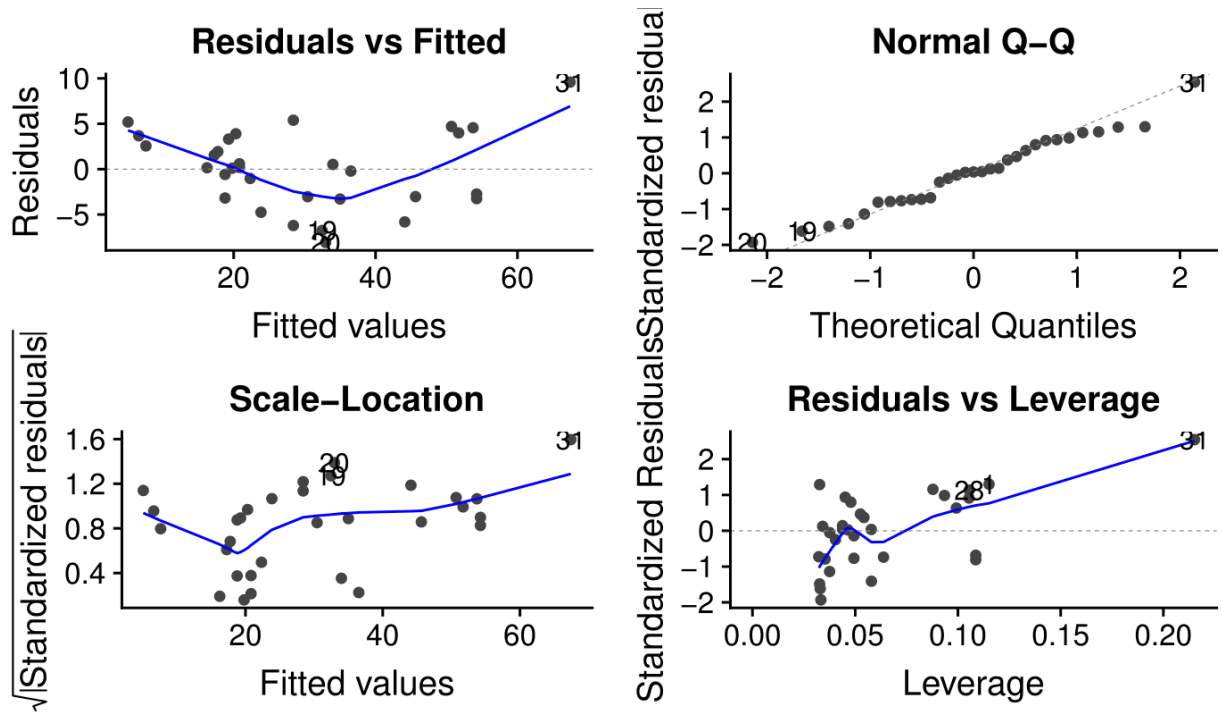 Residuals vs Fitted
Residuals
10
5
0
−5
31
19
20
20 40 60
Fitted values
Normal Q−Q
Standardized residual
2
1
0
−1
−2
31
19
20
−2 −1 0 1 2
Theoretical Quantiles
Scale−Location
√|Standardized residuals|
1.6
1.2
0.8
0.4
31
20
19
20 40 60
Fitted values
Residuals vs Leverage
Standardized Residuals
2
1
0
−1
−2
31
28
1
0.00 0.05 0.10 0.15 0.20
Leverage